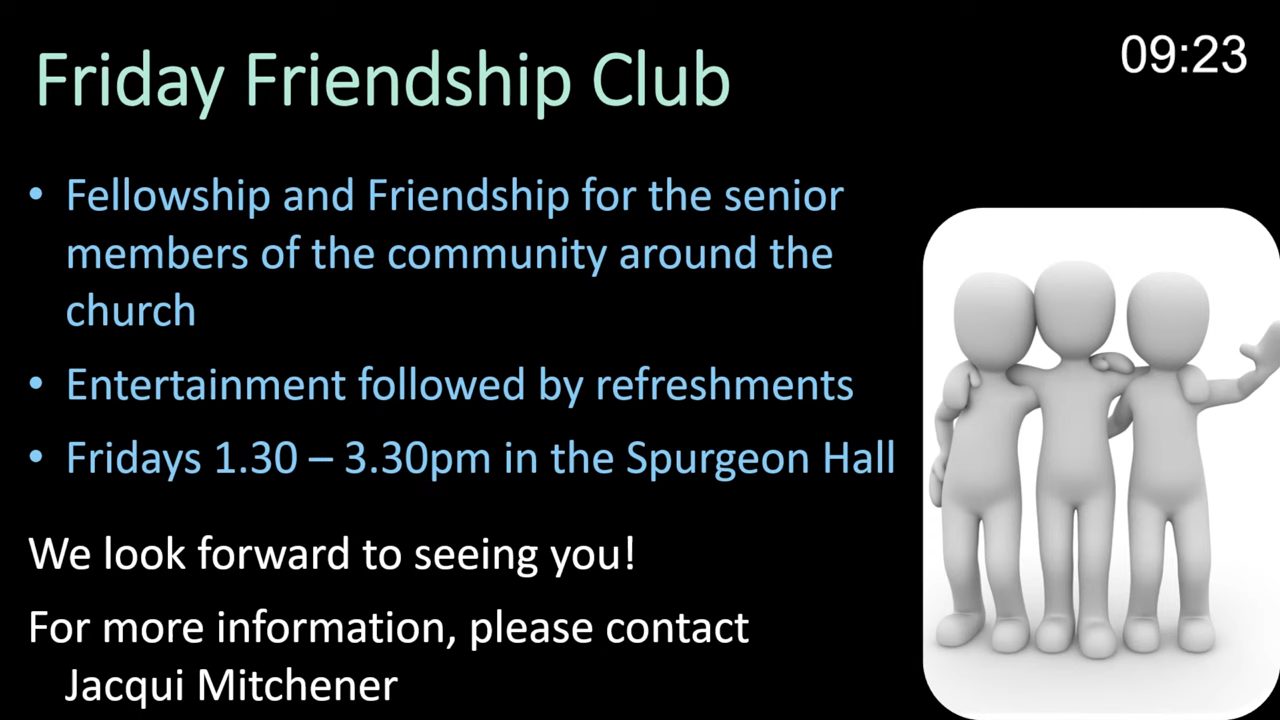 Friday Friendship Club
09:23
• Fellowship and Friendship for the senior
members of the community around the
church
• Entertainment followed by refreshments
• Fridays 1.30 – 3.30pm in the Spurgeon Hall
We look forward to seeing you!
For more information, please contact
Jacqui Mitchener